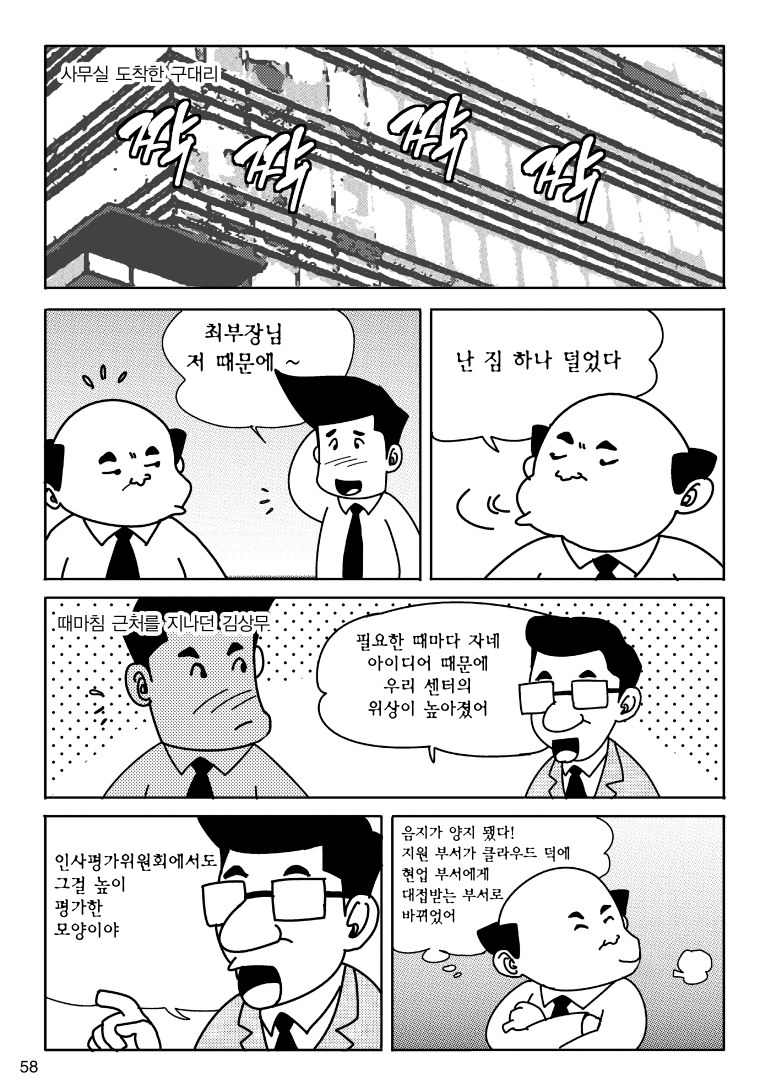 사무실 도착한 구대리
짝
짝
짝
짝
최부장님
저 때문에 ~
난 짐 하나 덜었다
때마침 근처를 지나던 김상무
필요한 때마다 자네
아이디어 때문에
우리 센터의
위상이 높아졌어
인사평가위원회에서도
그걸 높이
평가한
모양이야
음지가 양지 됐다!
지원 부서가 클라우드 덕에
현업 부서에게
대접받는 부서로
바뀌었어
58